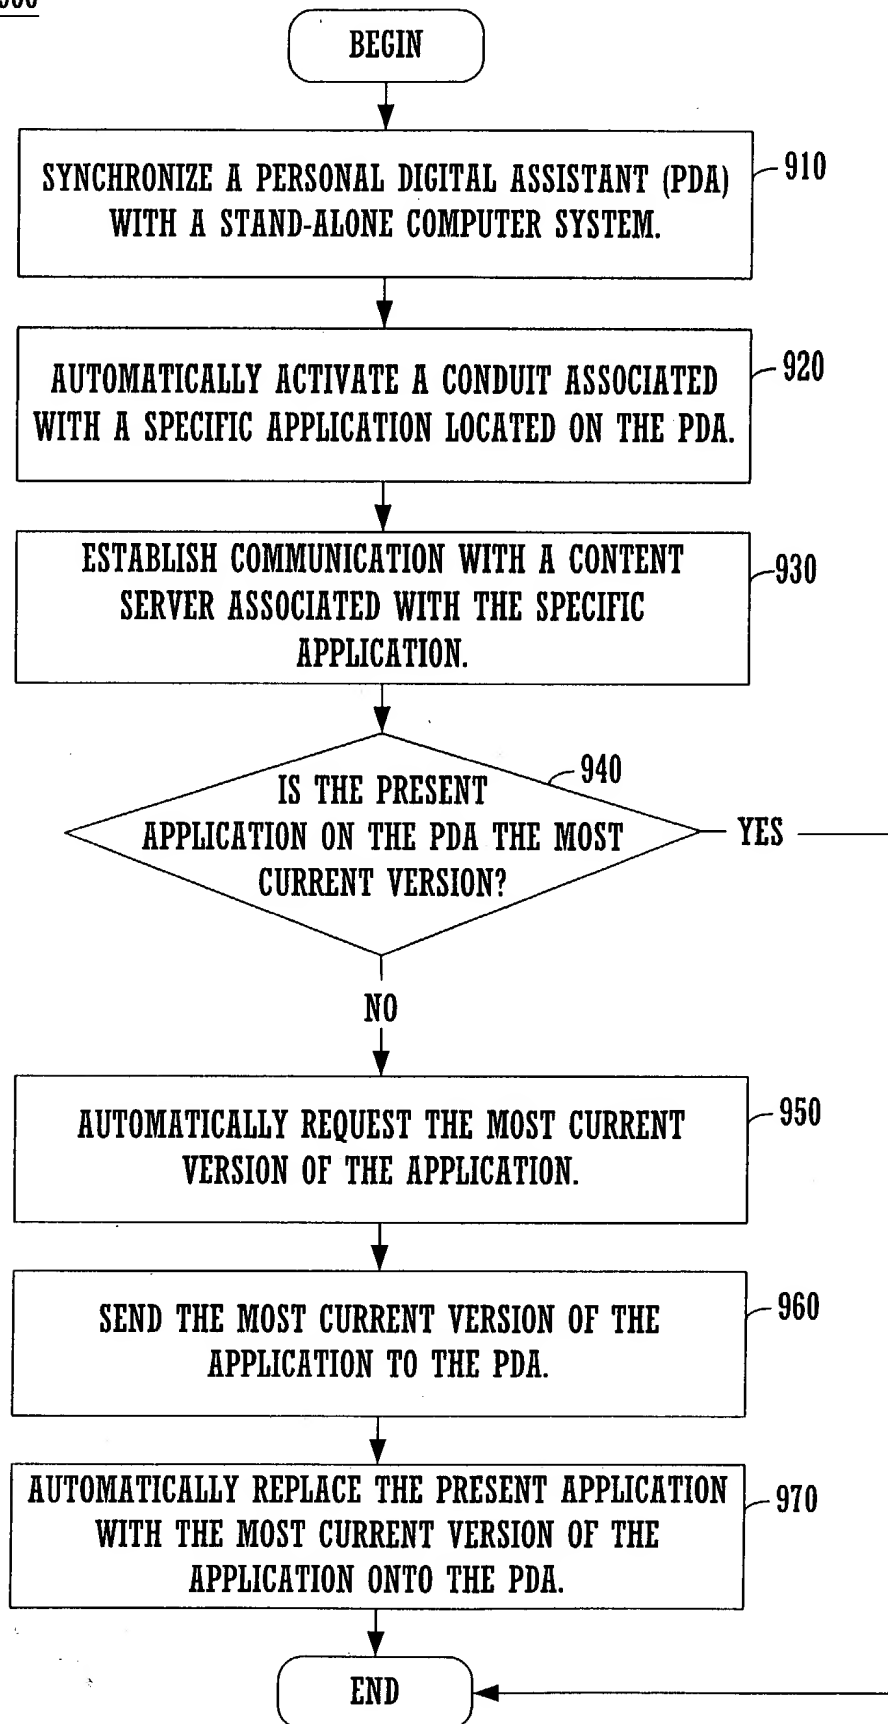 BEGIN
SYNCHRONIZE A PERSONAL DIGITAL ASSISTANT (PDA)
WITH A STAND-ALONE COMPUTER SYSTEM.
910
AUTOMATICALLY ACTIVATE A CONDUIT ASSOCIATED
WITH A SPECIFIC APPLICATION LOCATED ON THE PDA.
920
ESTABLISH COMMUNICATION WITH A CONTENT
SERVER ASSOCIATED WITH THE SPECIFIC
APPLICATION.
930
940
IS THE PRESENT
APPLICATION ON THE PDA THE MOST
CURRENT VERSION?
YES
NO
AUTOMATICALLY REQUEST THE MOST CURRENT
VERSION OF THE APPLICATION.
950
SEND THE MOST CURRENT VERSION OF THE
APPLICATION TO THE PDA.
960
AUTOMATICALLY REPLACE THE PRESENT APPLICATION
WITH THE MOST CURRENT VERSION OF THE
APPLICATION ONTO THE PDA.
970
END